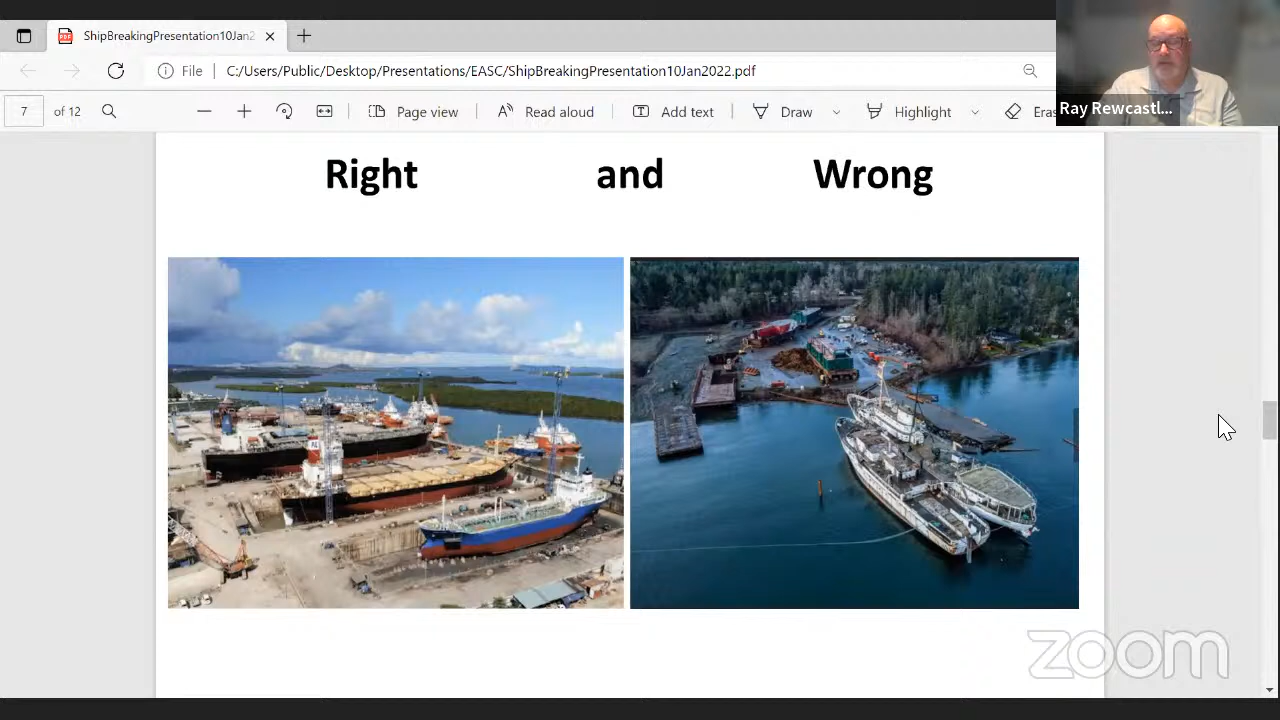 ShipBreakingPresentation10Jan2
File
C:/Users/Public/Desktop/Presentations/EASC/ShipBreakingPresentation10Jan2022.pdf
7 of 12
Page view
Read aloud
Add text
Draw
Highlight
Eras
Ray Rewcastl...
Right and Wrong
zoom